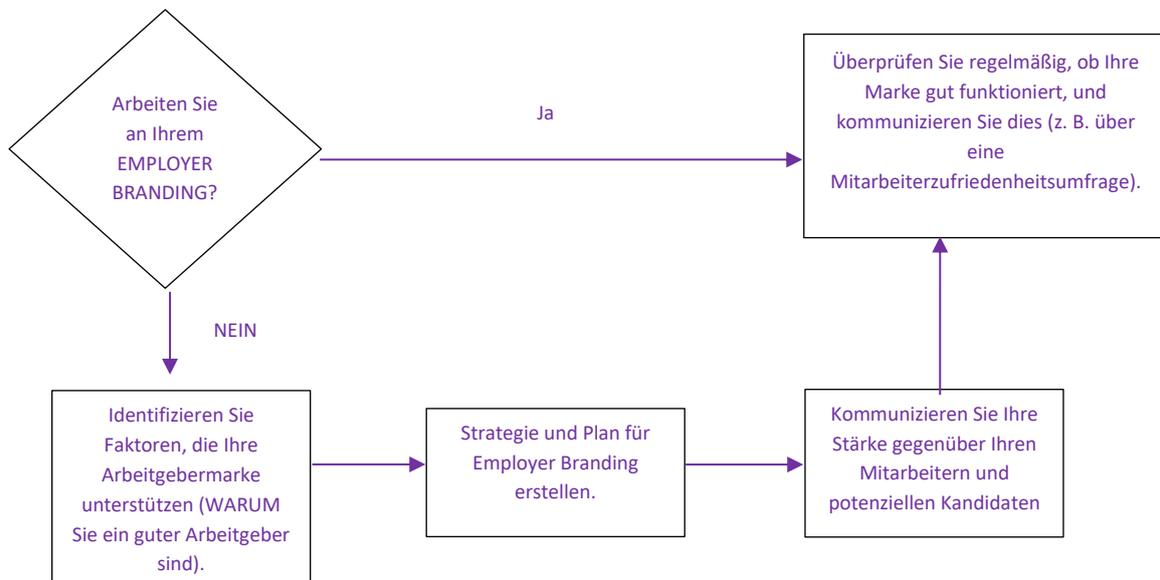 Arbeiten Sie
an Ihrem
EMPLOYER
BRANDING?
Ja
Überprüfen Sie regelmäßig, ob Ihre
Marke gut funktioniert, und
kommunizieren Sie dies (z. B. über
eine
Mitarbeiterzufriedenheitsumfrage).
NEIN
Identifizieren Sie
Faktoren, die Ihre
Arbeitgebermarke
unterstützen (WARUM
Sie ein guter Arbeitgeber
sind).
Strategie und Plan für
Employer Branding
erstellen.
Kommunizieren Sie Ihre
Stärke gegenüber Ihren
Mitarbeitern und
potenziellen Kandidaten